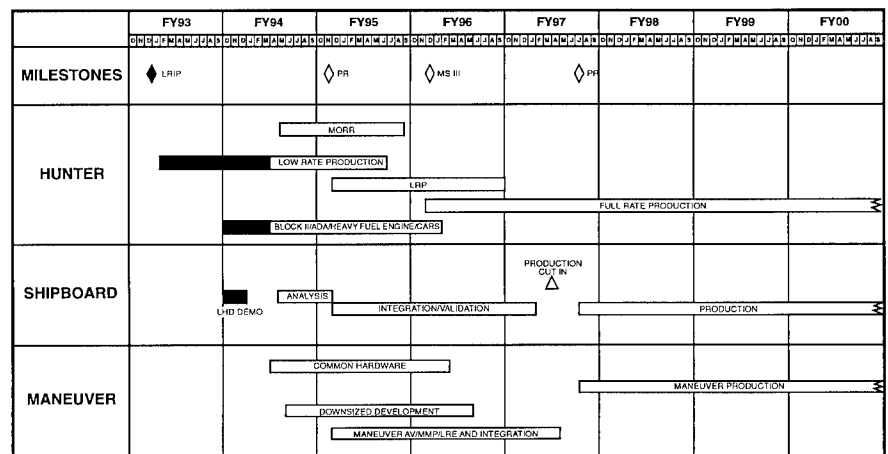 FY93 FY94 FY95 FY96 FY97 FY98 FY99 FY00
O N D J F M A M J J A S O N D J F M A M J J A S O N D J F M A M J J A S O N D J F M A M J J A S O N D J F M A M J J A S O N D J F M A M J J A S O N D J F M A M J J A S O N D J F M A M J J A S
MILESTONES LRIP PR MS III PR
HUNTER
MORR
LOW RATE PRODUCTION
LRP
FULL RATE PRODUCTION
BLOCK II/ADA/HEAVY FUEL ENGINE/CARS
SHIPBOARD
PRODUCTION
CUT IN
ANALYSIS
LHD DEMO
INTEGRATION/VALIDATION
PRODUCTION
MANEUVER
COMMON HARDWARE
MANEUVER PRODUCTION
DOWNSIZED DEVELOPMENT
MANEUVER AV/MMP/LRE AND INTEGRATION